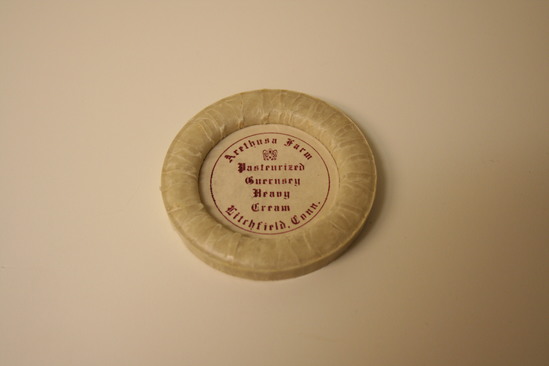 Arethusa Farm
Pasteurized
Guernsey
Heavy
Cream
Litchfield, Conn.